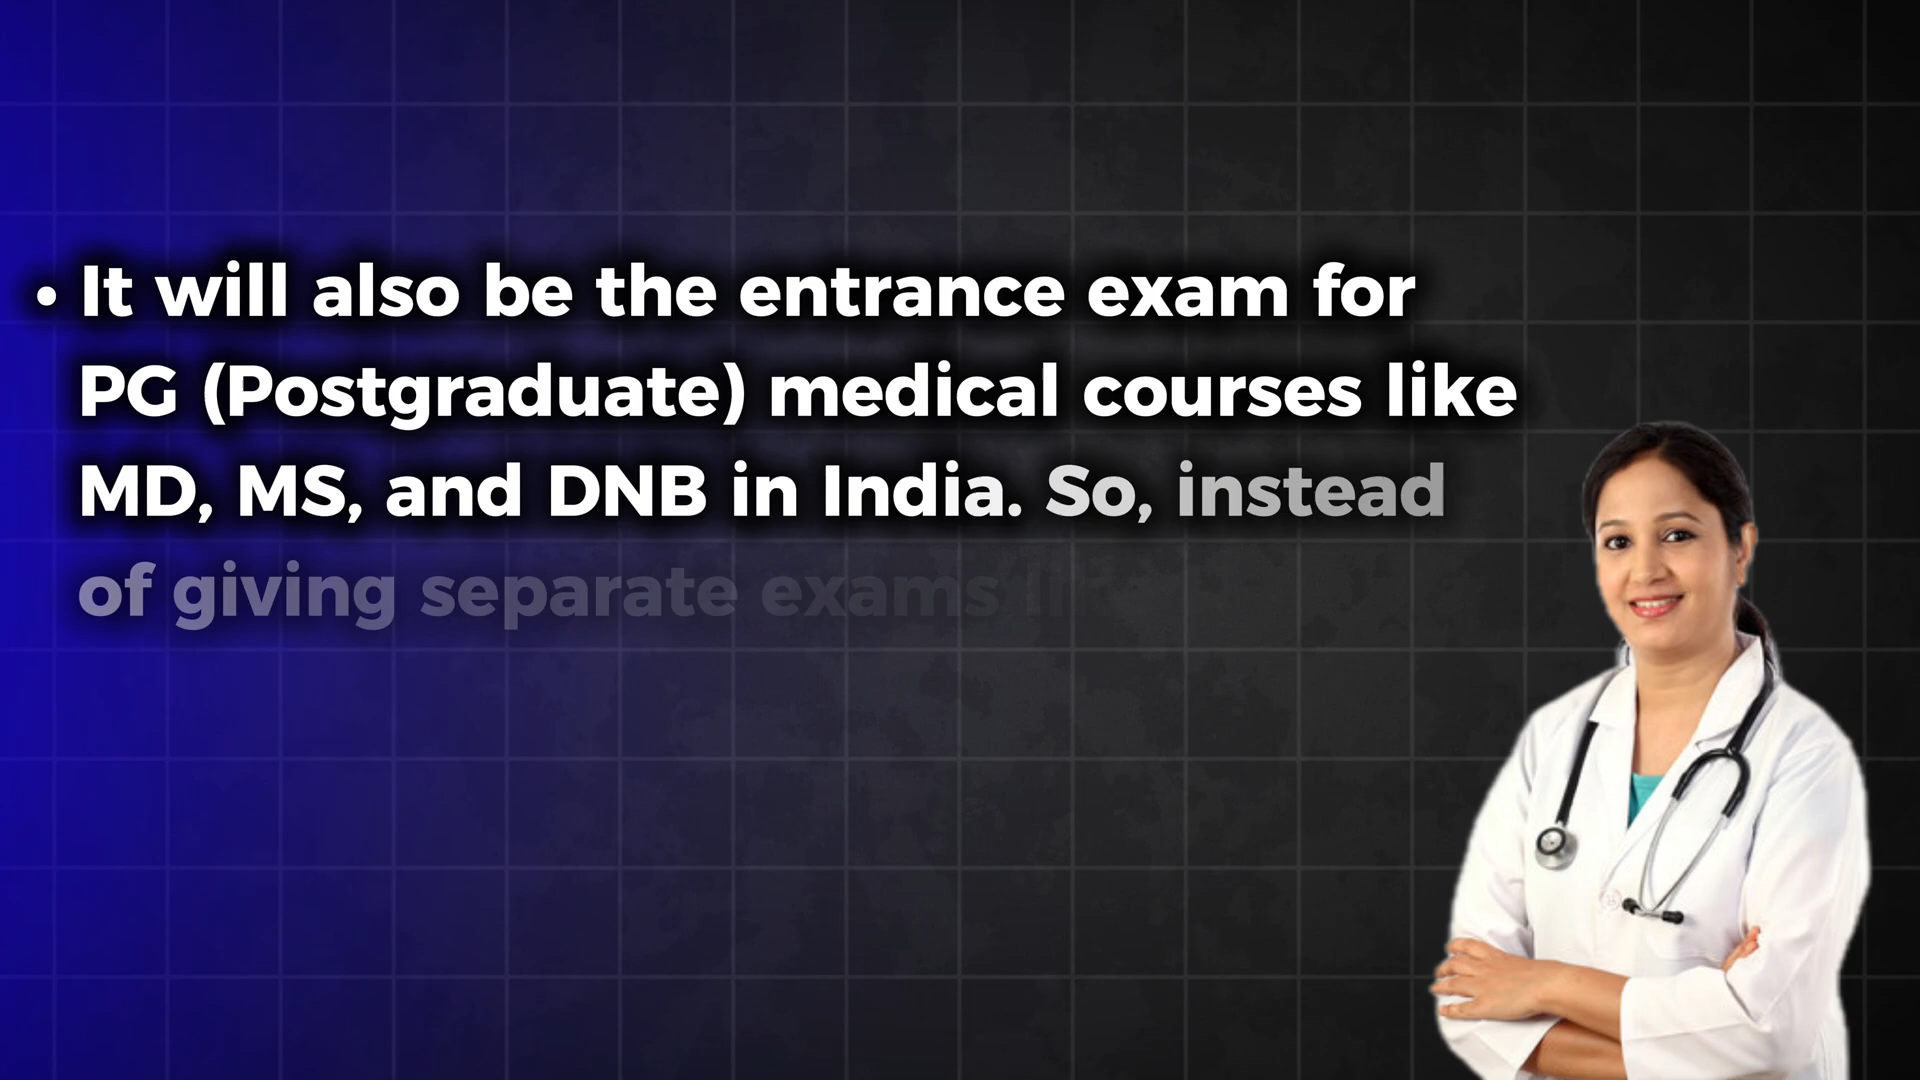 • It will also be the entrance exam for
PG (Postgraduate) medical courses like
MD, MS, and DNB in India. So, instead
of giving separate exams